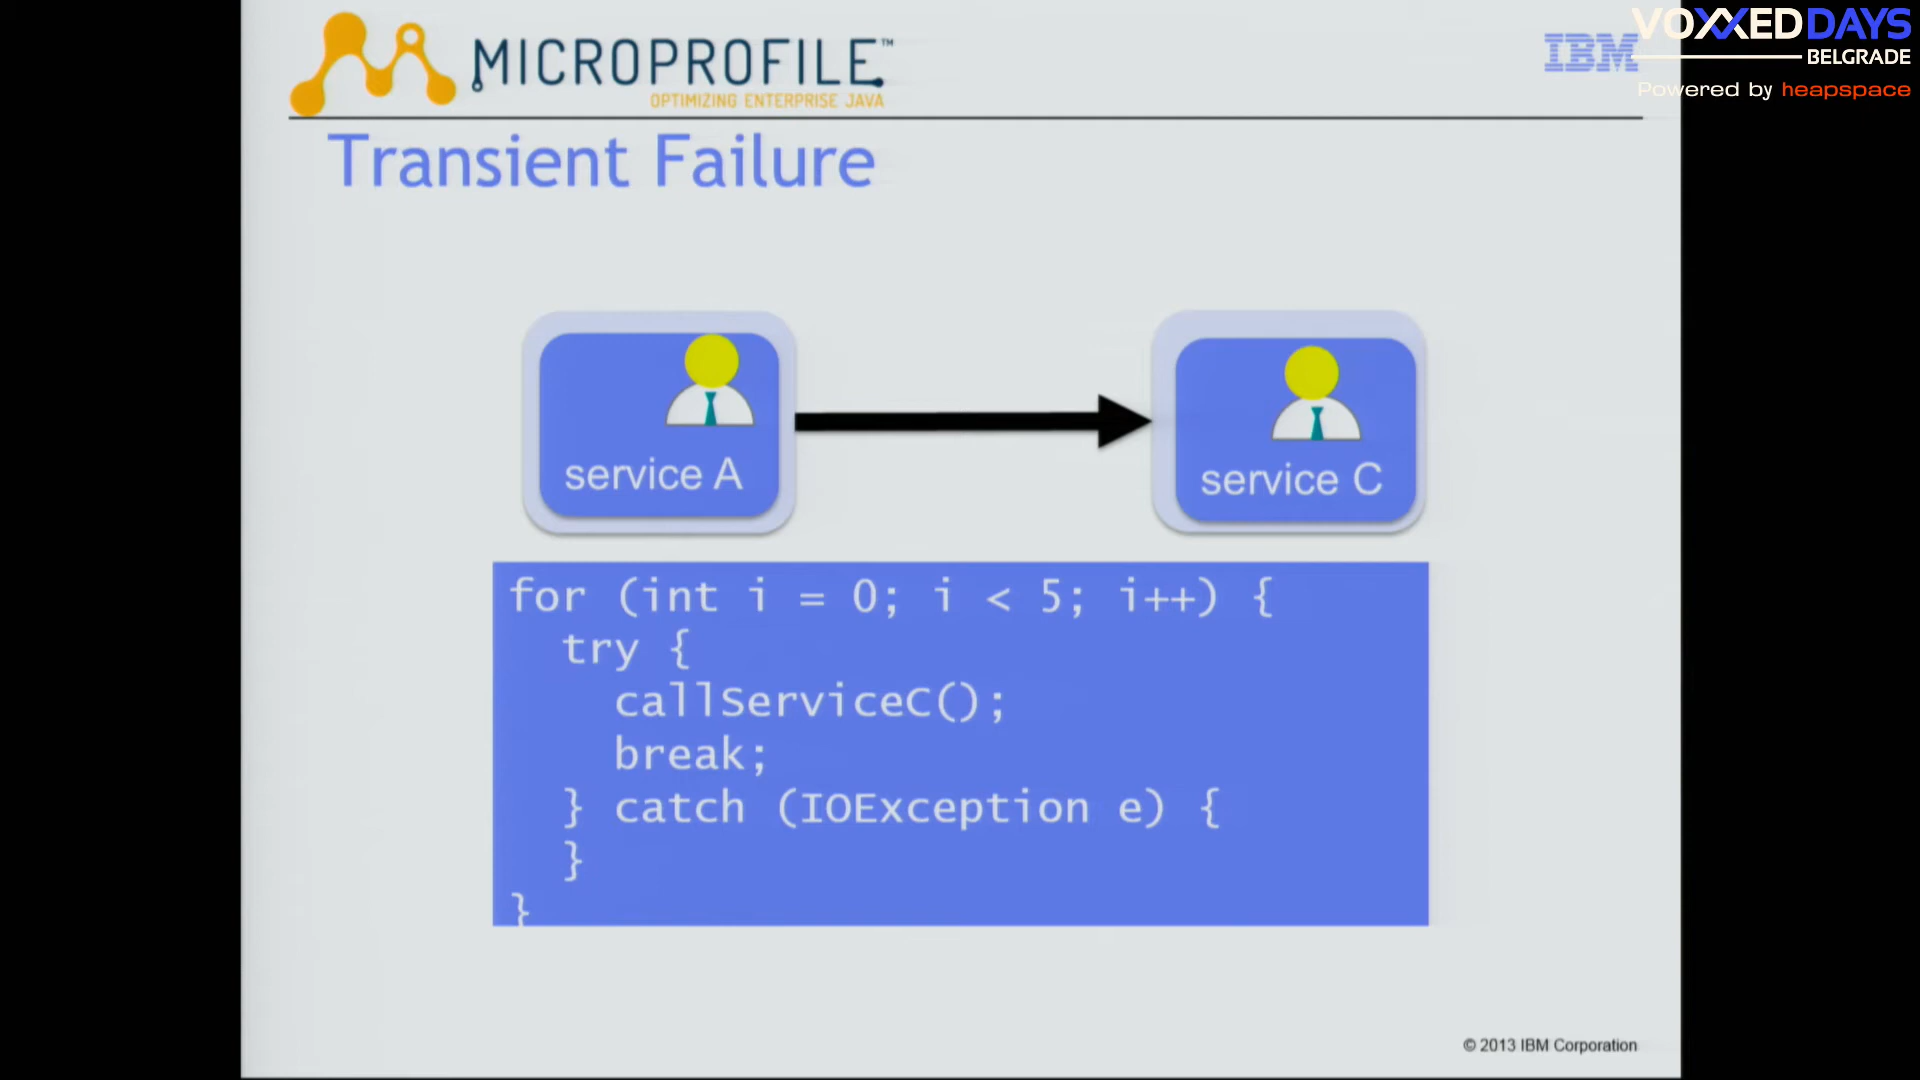 MICROPROFILE™
OPTIMIZING ENTERPRISE JAVA
IBM
VOXXED DAYS
BELGRADE
Powered by heapspace
Transient Failure
service A
service C
for (int i = 0; i < 5; i++) {
try {
callServiceC();
break;
} catch (IOException e) {
}
}
© 2013 IBM Corporation